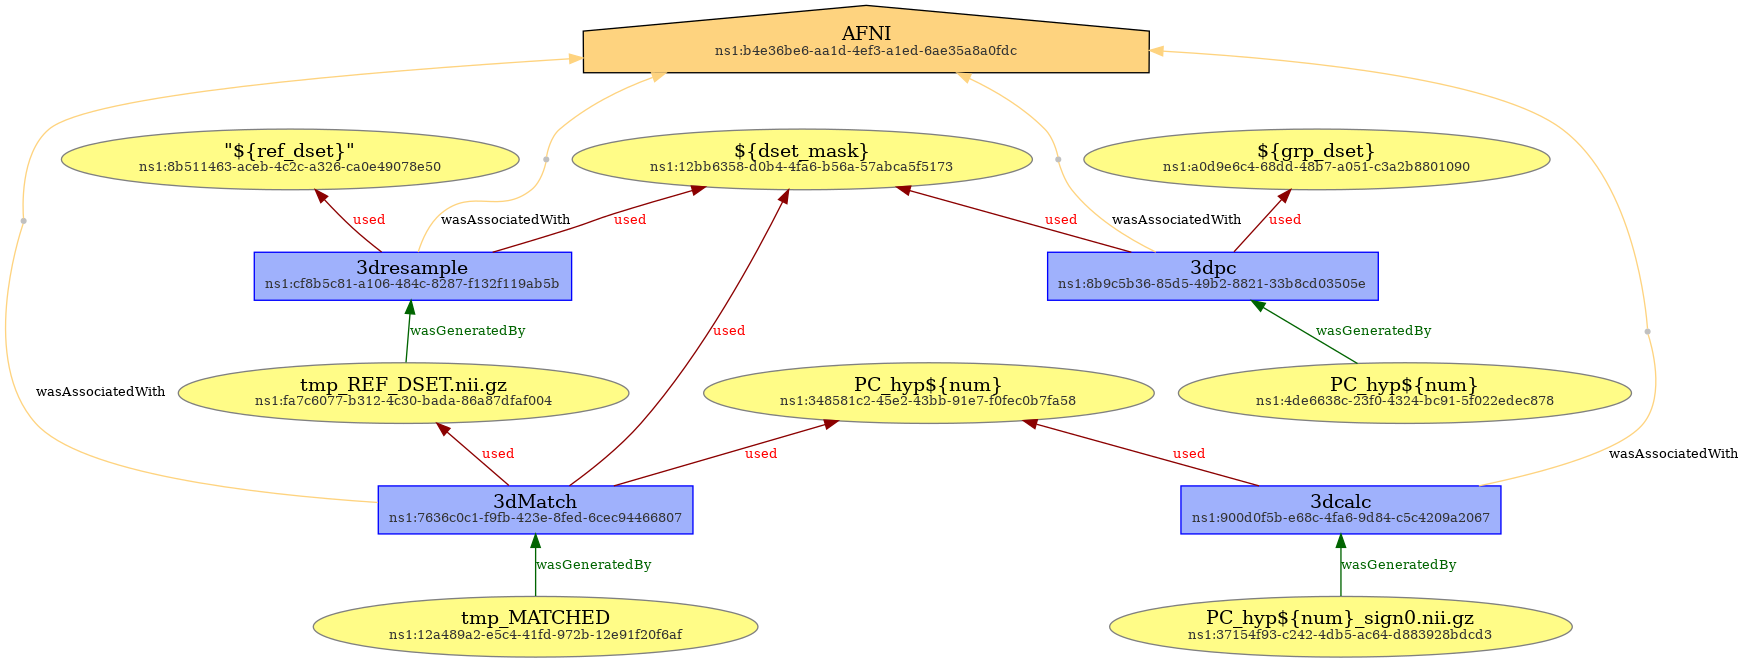 AFNI
ns1:b4e36be6-aa1d-4ef3-a1ed-6ae35a8a0fdc
"${ref_dset}"
ns1:8b511463-aceb-4c2c-a326-ca0e49078e50
${dset_mask}
ns1:12bb6358-d0b4-4fa6-b56a-57abca5f5173
${grp_dset}
ns1:a0d9e6c4-68dd-48b7-a051-c3a2b8801090
used
wasAssociatedWith
used
used
wasAssociatedWith
used
3dresample
ns1:cf8b5c81-a106-484c-8287-f132f119ab5b
3dpc
ns1:8b9c5b36-85d5-49b2-8821-33b8cd03505e
wasGeneratedBy
used
wasGeneratedBy
wasAssociatedWith
tmp_REF_DSET.nii.gz
ns1:fa7c6077-b312-4c30-bada-86a87dfaf004
PC_hyp${num}
ns1:348581c2-45e2-43bb-91e7-f0fec0b7fa58
PC_hyp${num}
ns1:4de6638c-23f0-4324-bc91-5f022edec878
used
used
used
wasAssociatedWith
3dMatch
ns1:7636c0c1-f9fb-423e-8fed-6cec94466807
3dcalc
ns1:900d0f5b-e68c-4fa6-9d84-c5c4209a2067
wasGeneratedBy
wasGeneratedBy
tmp_MATCHED
ns1:12a489a2-e5c4-41fd-972b-12e91f20f6af
PC_hyp${num}_sign0.nii.gz
ns1:37154f93-c242-4db5-ac64-d883928bdcd3